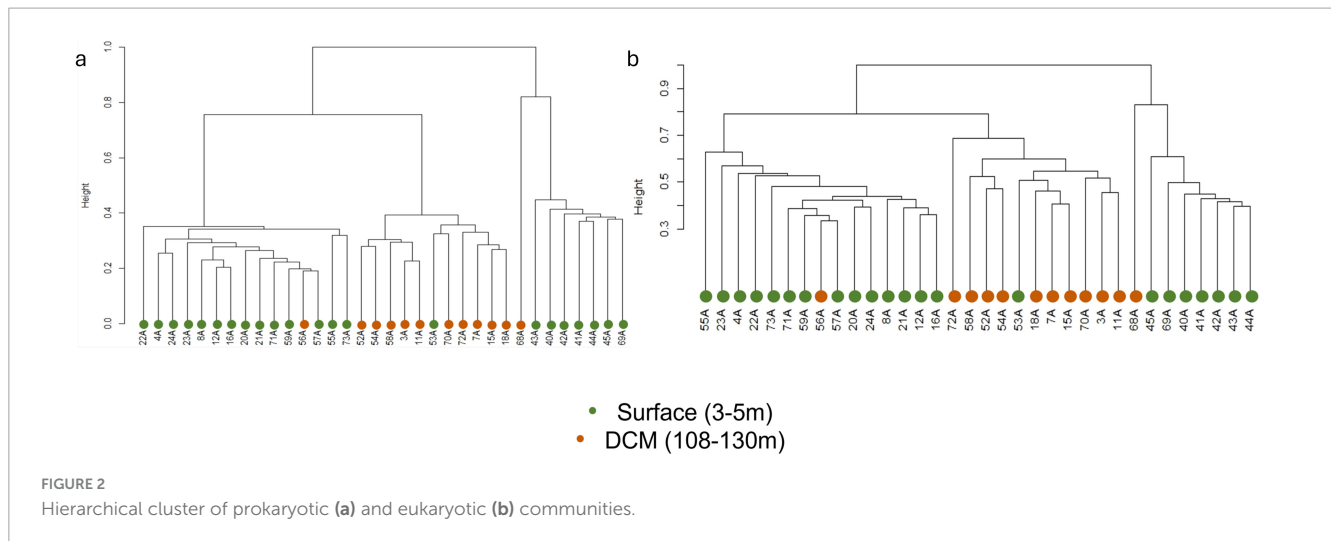 a
b
Height
1.0
0.8
0.6
0.4
0.2
0.0
22A 4A 24A 23A 8A 12A 16A 20A 21A 71A 59A 56A 57A 55A 73A 52A 54A 58A 3A 11A 53A 70A 72A 7A 15A 18A 68A 43A 40A 42A 41A 44A 45A 69A
Height
0.9
0.7
0.5
0.3
55A 23A 4A 22A 73A 71A 59A 56A 57A 20A 24A 8A 21A 12A 16A 72A 58A 52A 54A 53A 18A 7A 15A 70A 3A 11A 68A 45A 69A 40A 41A 42A 43A 44A
Surface (3-5m)
DCM (108-130m)
FIGURE 2
Hierarchical cluster of prokaryotic (a) and eukaryotic (b) communities.